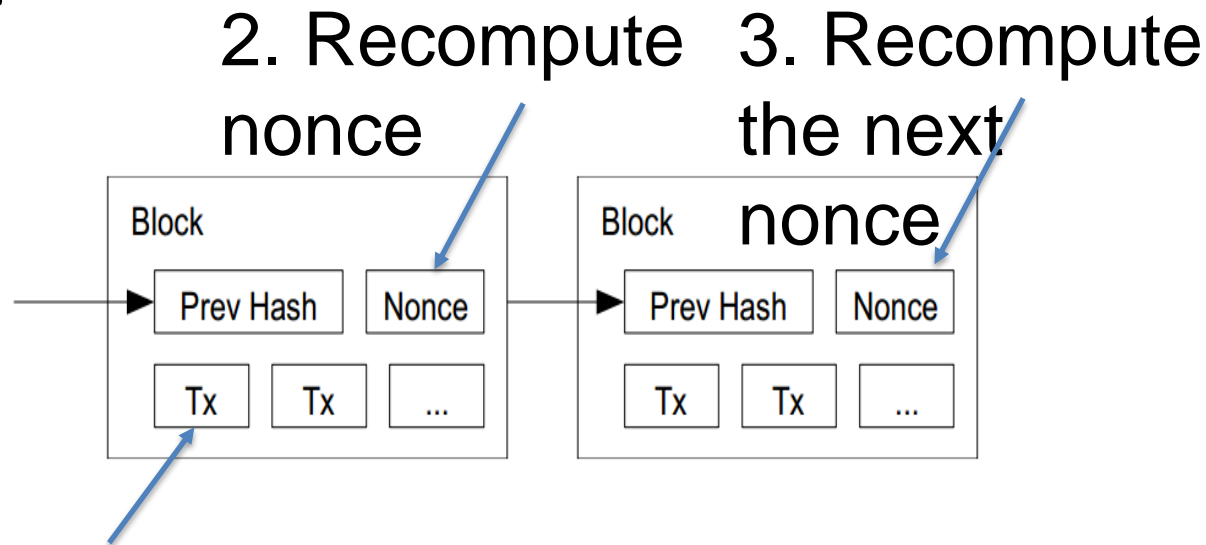 2. Recompute
nonce
3. Recompute
the next
nonce
Block
Prev Hash
Nonce
Tx
Tx
...
Block
Prev Hash
Nonce
Tx
Tx
...